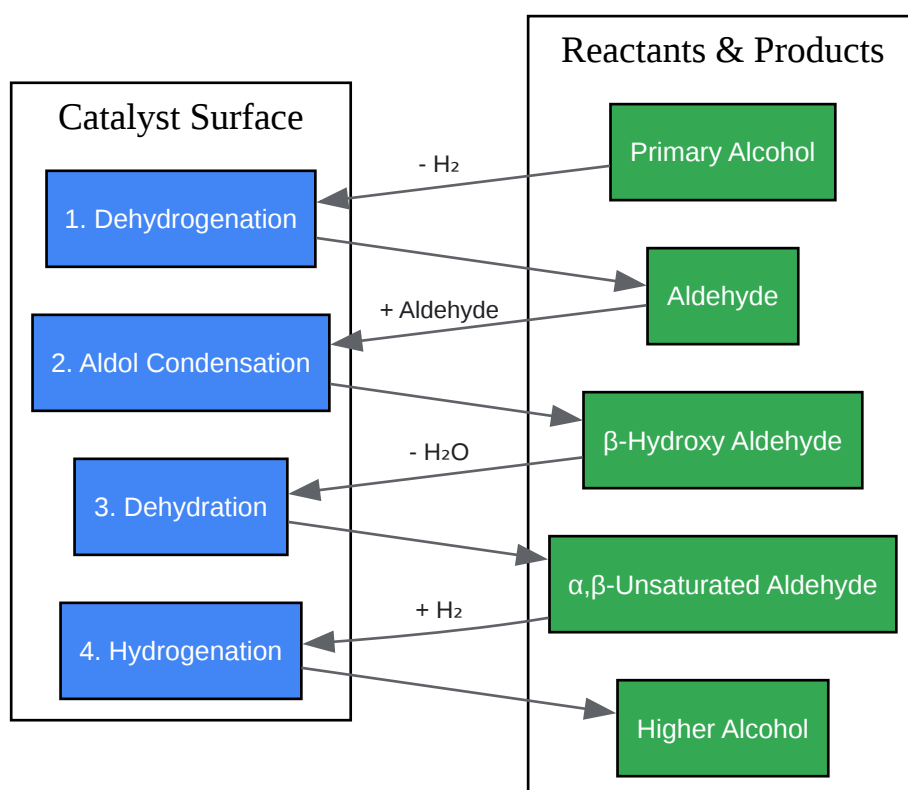 Reactants & Products
Catalyst Surface
Primary Alcohol
- H₂
1. Dehydrogenation
Aldehyde
+ Aldehyde
2. Aldol Condensation
β-Hydroxy Aldehyde
- H₂O
3. Dehydration
α,β-Unsaturated Aldehyde
+ H₂
4. Hydrogenation
Higher Alcohol